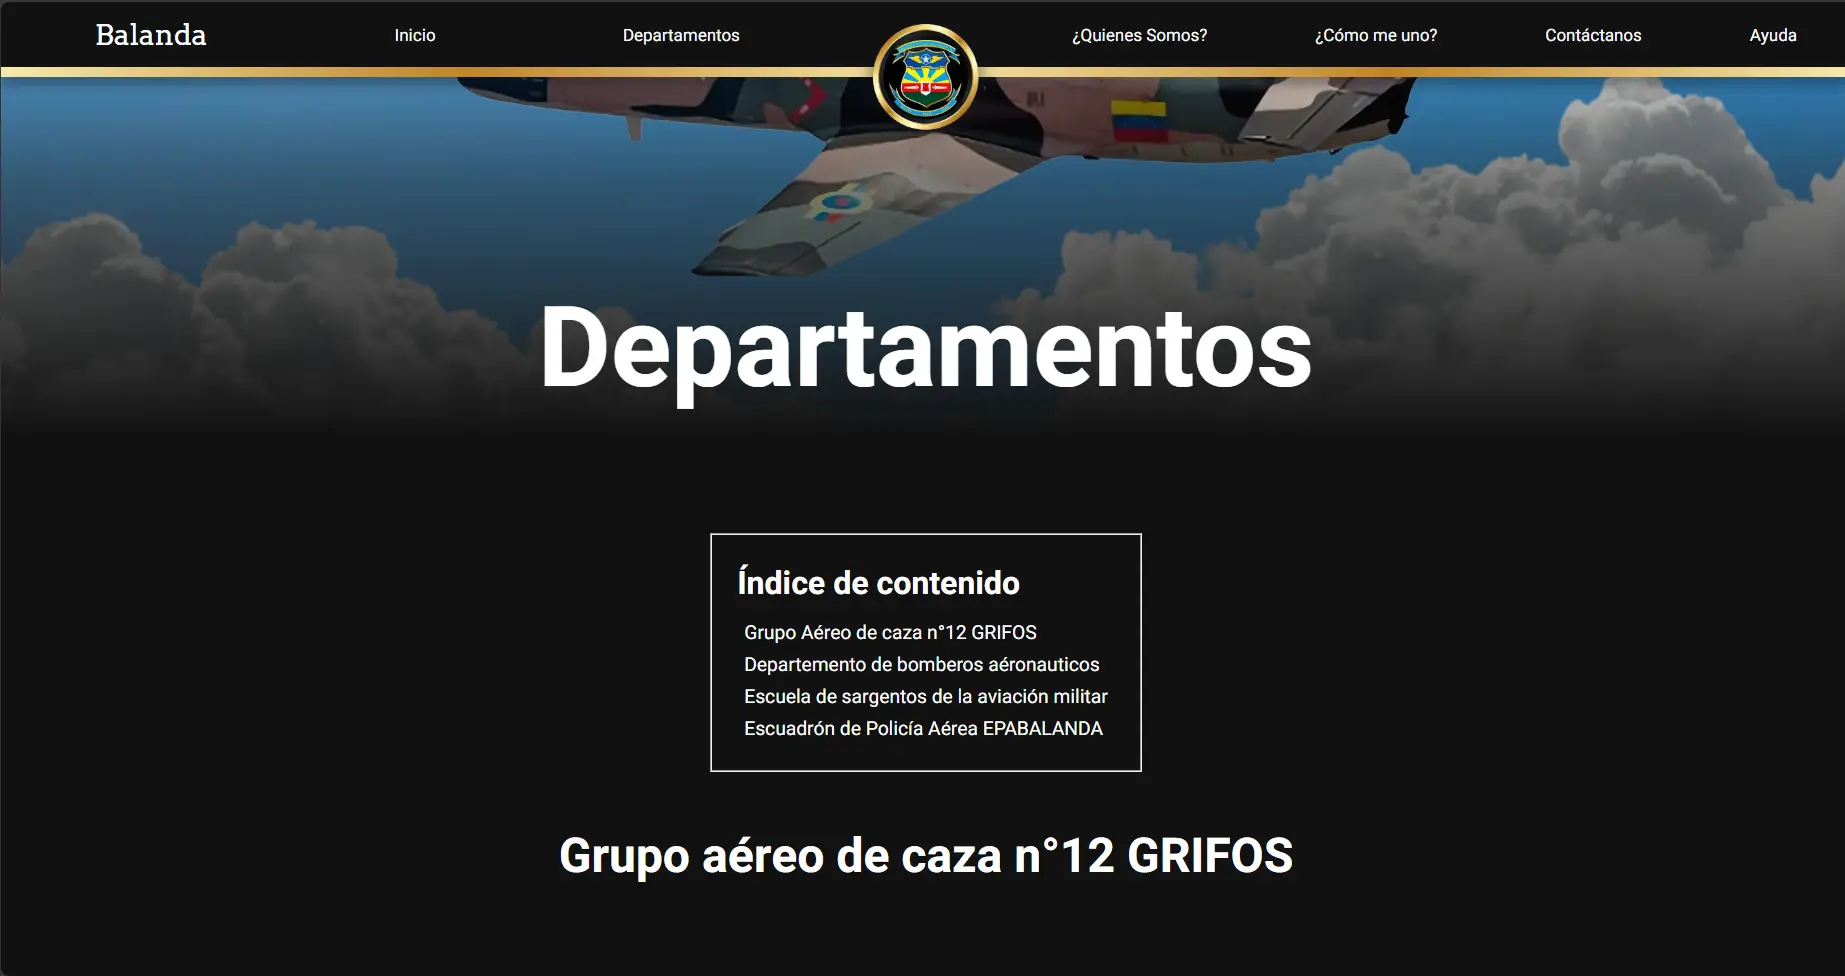 Balanda
Inicio
Departamentos
¿Quienes Somos?
¿Cómo me uno?
Contáctanos
Ayuda
Departamentos
Índice de contenido
Grupo Aéreo de caza n°12 GRIFOS
Departemento de bomberos aéronauticos
Escuela de sargentos de la aviación militar
Escuadrón de Policía Aérea EPABALANDA
Grupo aéreo de caza n°12 GRIFOS